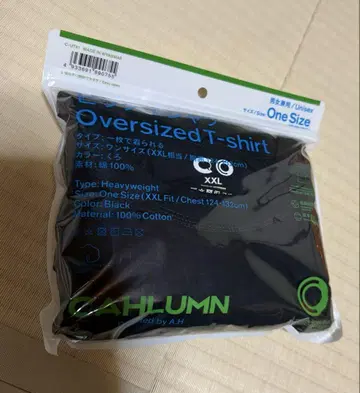 男女兼用/Unisex
サイズ/Size: One Size
Oversized T-shirt
タイプ: 一枚で着られる
サイズ: ワンサイズ (XXL相当/
カラー: くろ
素材: 綿 100%
XXL
Type: Heavyweight
Size: One Size (XXL Fit / Chest 124-132cm)
Color: Black
Material: 100% Cotton
CAHLUMN
by A.H